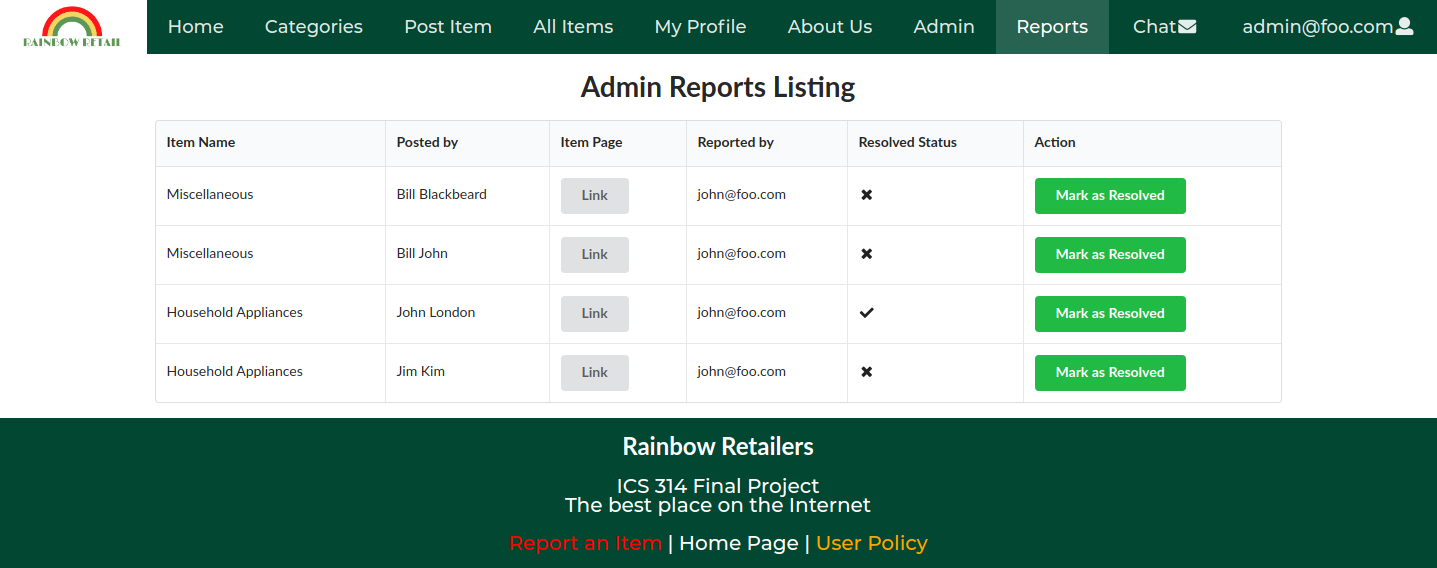 RAINBOW RETAIL Home Categories Post Item All Items My Profile About Us Admin Reports Chat admin@foo.com
Admin Reports Listing
Item Name Posted by Item Page Reported by Resolved Status Action
Miscellaneous Bill Blackbeard Link john@foo.com Mark as Resolved
Miscellaneous Bill John Link john@foo.com Mark as Resolved
Household Appliances John London Link john@foo.com Mark as Resolved
Household Appliances Jim Kim Link john@foo.com Mark as Resolved
Rainbow Retailers
ICS 314 Final Project
The best place on the Internet
Report an Item | Home Page | User Policy